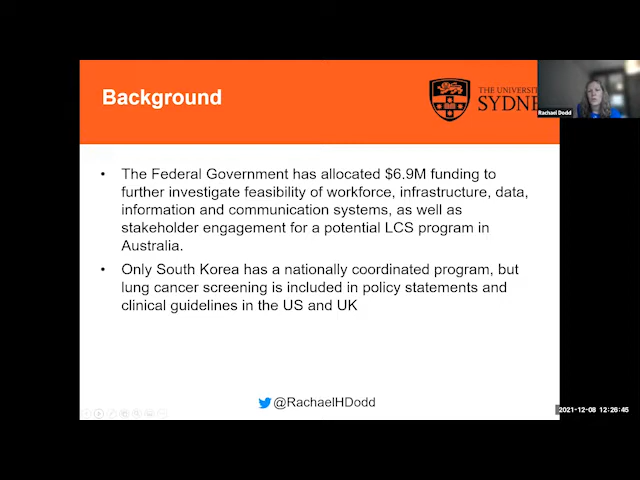 Background
THE UNIVERSIT
SYDNE
Rachael Dodd
• The Federal Government has allocated $6.9M funding to
further investigate feasibility of workforce, infrastructure, data,
information and communication systems, as well as
stakeholder engagement for a potential LCS program in
Australia.
• Only South Korea has a nationally coordinated program, but
lung cancer screening is included in policy statements and
clinical guidelines in the US and UK
@RachaelHDodd
2021-12-08 12:26:45